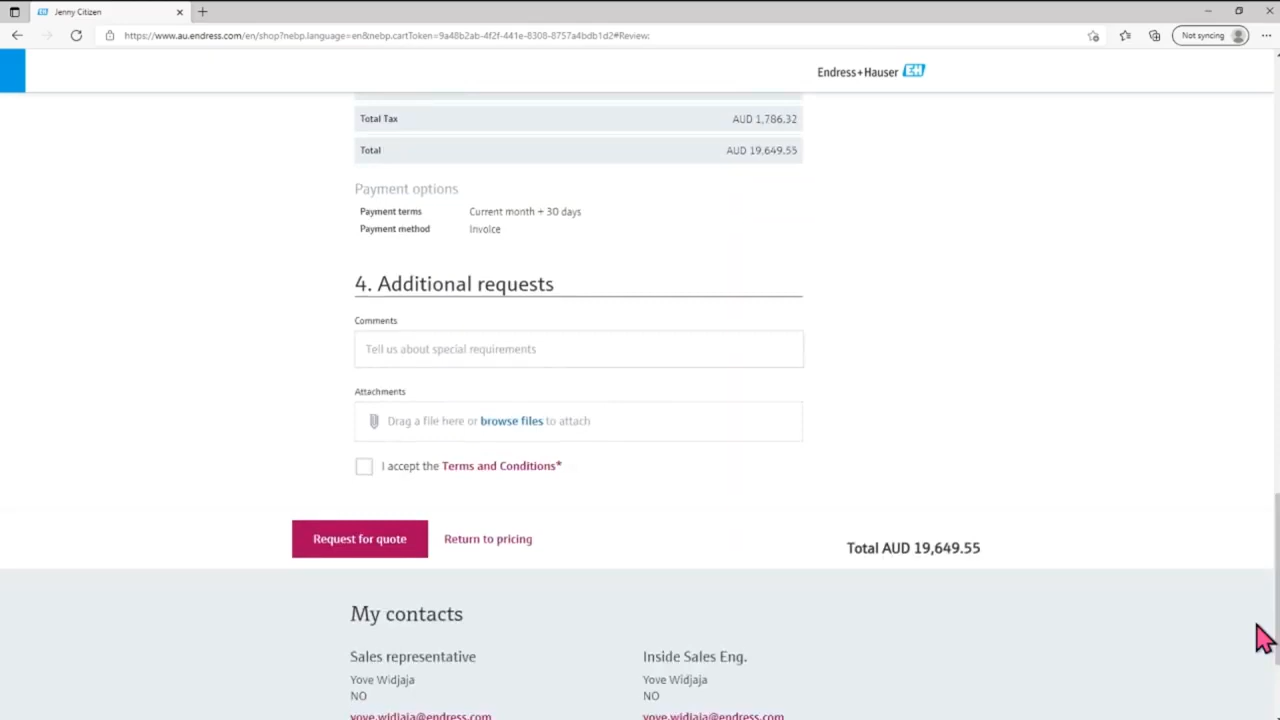 Jenny Citizen
https://www.au.endress.com/en/shop?nebp.language=en&nebp.cartToken=9a48b2ab-4f2f-441e-8308-8757a4bdb1d2#Review:
Not syncing
Endress+Hauser EH
Total Tax AUD 1,786.32
Total AUD 19,649.55
Payment options
Payment terms Current month + 30 days
Payment method Invoice
4. Additional requests
Comments
Tell us about special requirements
Attachments
Drag a file here or browse files to attach
I accept the Terms and Conditions*
Request for quote Return to pricing Total AUD 19,649.55
My contacts
Sales representative Inside Sales Eng.
Yove Widjaja Yove Widjaja
NO NO
yove.widjaja@endress.com yove.widjaja@endress.com